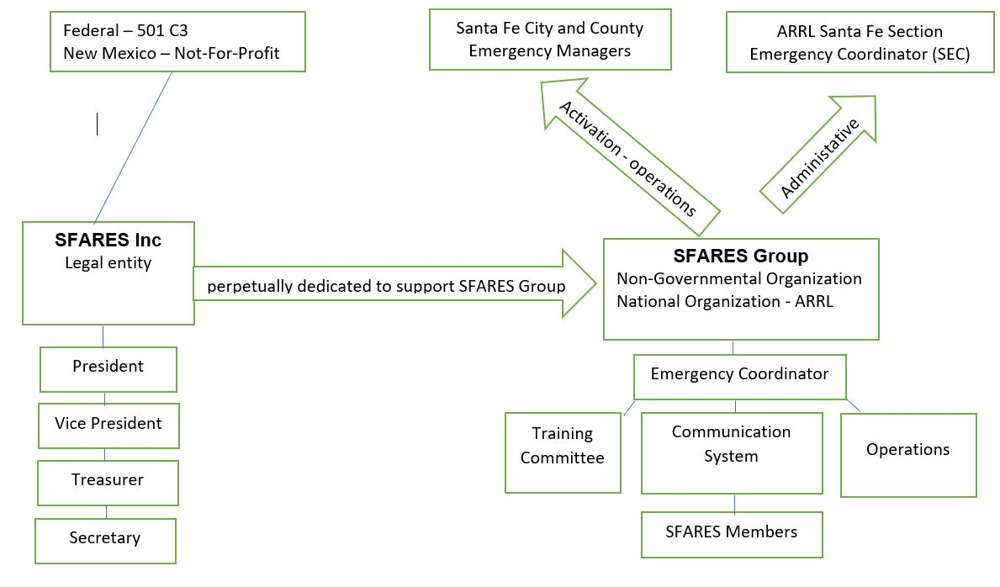 Federal – 501 C3
New Mexico – Not-For-Profit
Santa Fe City and County
Emergency Managers
ARRL Santa Fe Section
Emergency Coordinator (SEC)
Activation - operations
Administative
SFARES Inc
Legal entity
perpetually dedicated to support SFARES Group
SFARES Group
Non-Governmental Organization
National Organization - ARRL
President
Vice President
Treasurer
Secretary
Emergency Coordinator
Training
Committee
Communication
System
Operations
SFARES Members